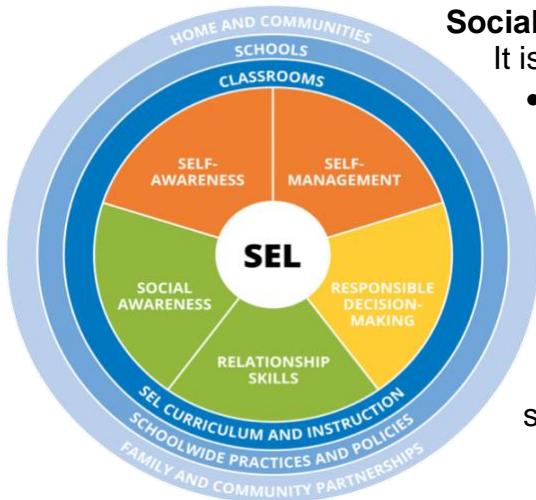 HOME AND COMMUNITIES
SCHOOLS
CLASSROOMS
SELF-
AWARENESS
SELF-
MANAGEMENT
SEL
SOCIAL
AWARENESS
RESPONSIBLE
DECISION-
MAKING
RELATIONSHIP
SKILLS
SEL CURRICULUM AND INSTRUCTION
SCHOOLWIDE PRACTICES AND POLICIES
FAMILY AND COMMUNITY PARTNERSHIPS
Social
It is
•
s